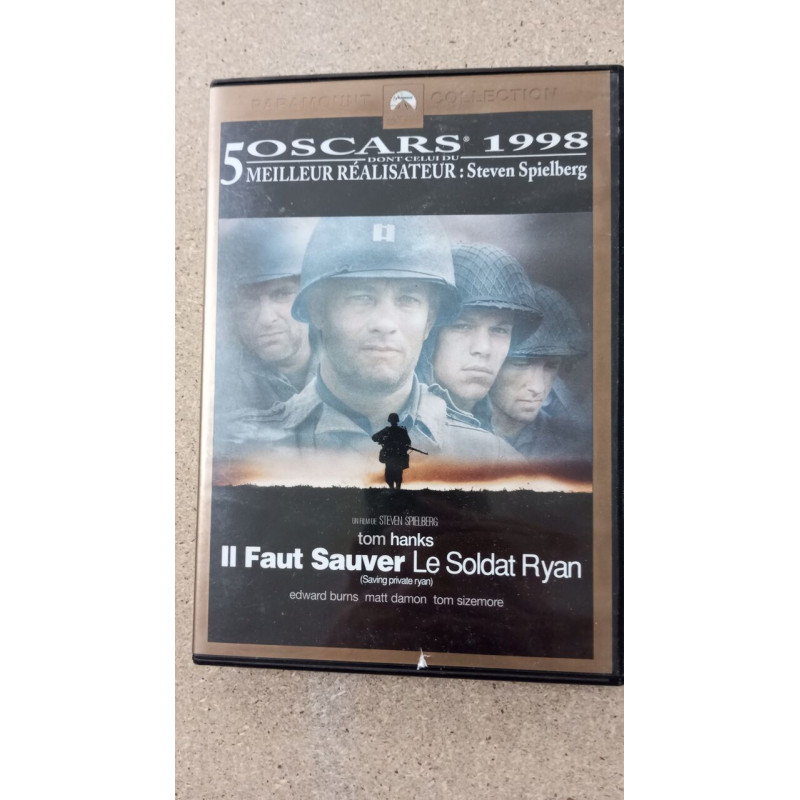 PARAMOUNT COLLECTION
5 OSCARS® 1998
DONT CELUI DU
MEILLEUR RÉALISATEUR : Steven Spielberg
UN FILM DE STEVEN SPIELBERG
tom hanks
Il Faut Sauver Le Soldat Ryan
(Saving private ryan)
edward burns matt damon tom sizemore